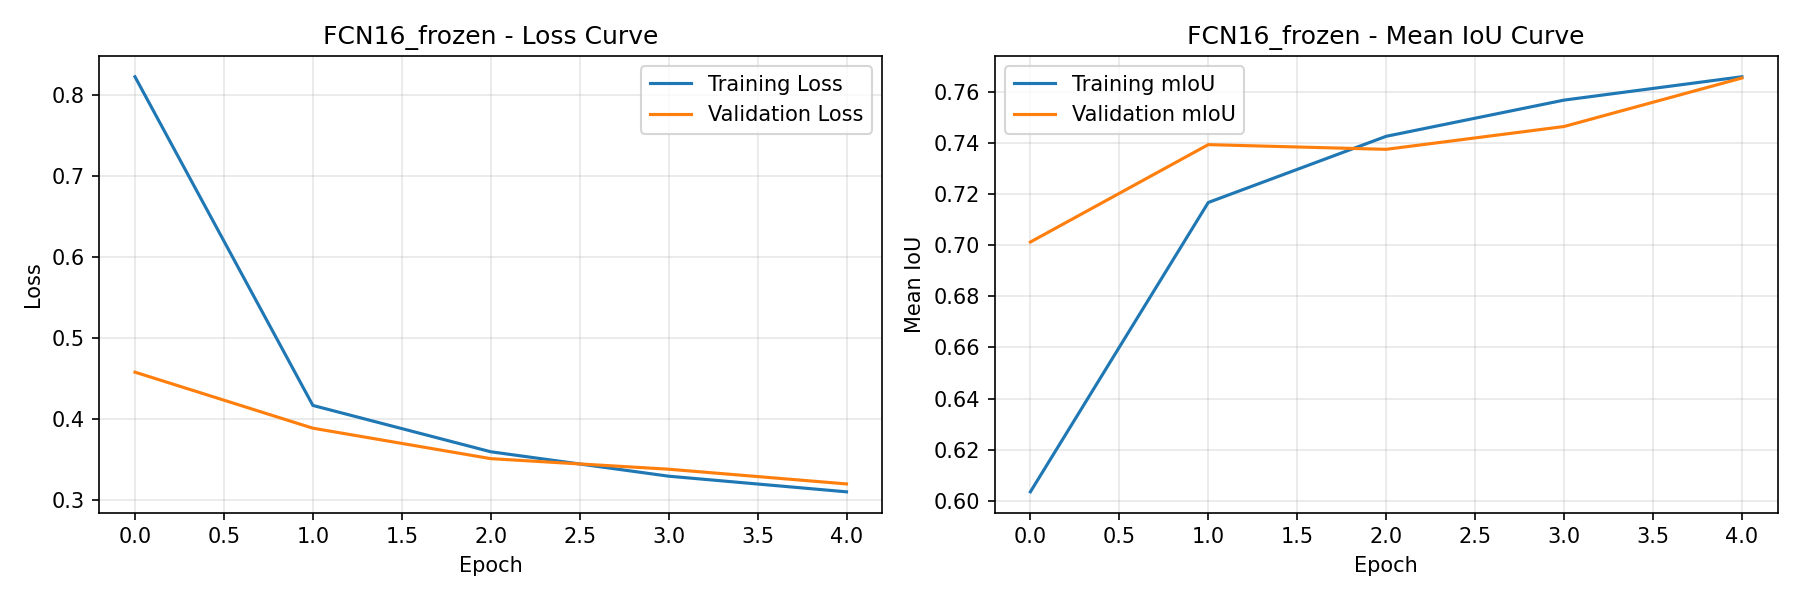 FCN16_frozen - Loss Curve
Training Loss
Validation Loss
Loss
0.8
0.7
0.6
0.5
0.4
0.3
0.0 0.5 1.0 1.5 2.0 2.5 3.0 3.5 4.0
Epoch
FCN16_frozen - Mean IoU Curve
Training mIoU
Validation mIoU
Mean IoU
0.76
0.74
0.72
0.70
0.68
0.66
0.64
0.62
0.60
0.0 0.5 1.0 1.5 2.0 2.5 3.0 3.5 4.0
Epoch